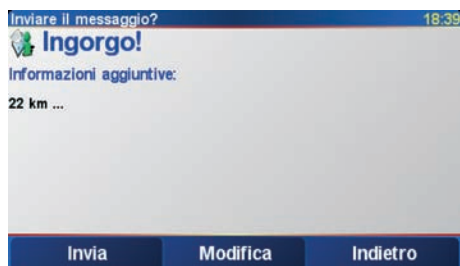 Inviare il messaggio? 18:39
Ingorgo!
Informazioni aggiuntive:
22 km ...
Invia Modifica Indietro